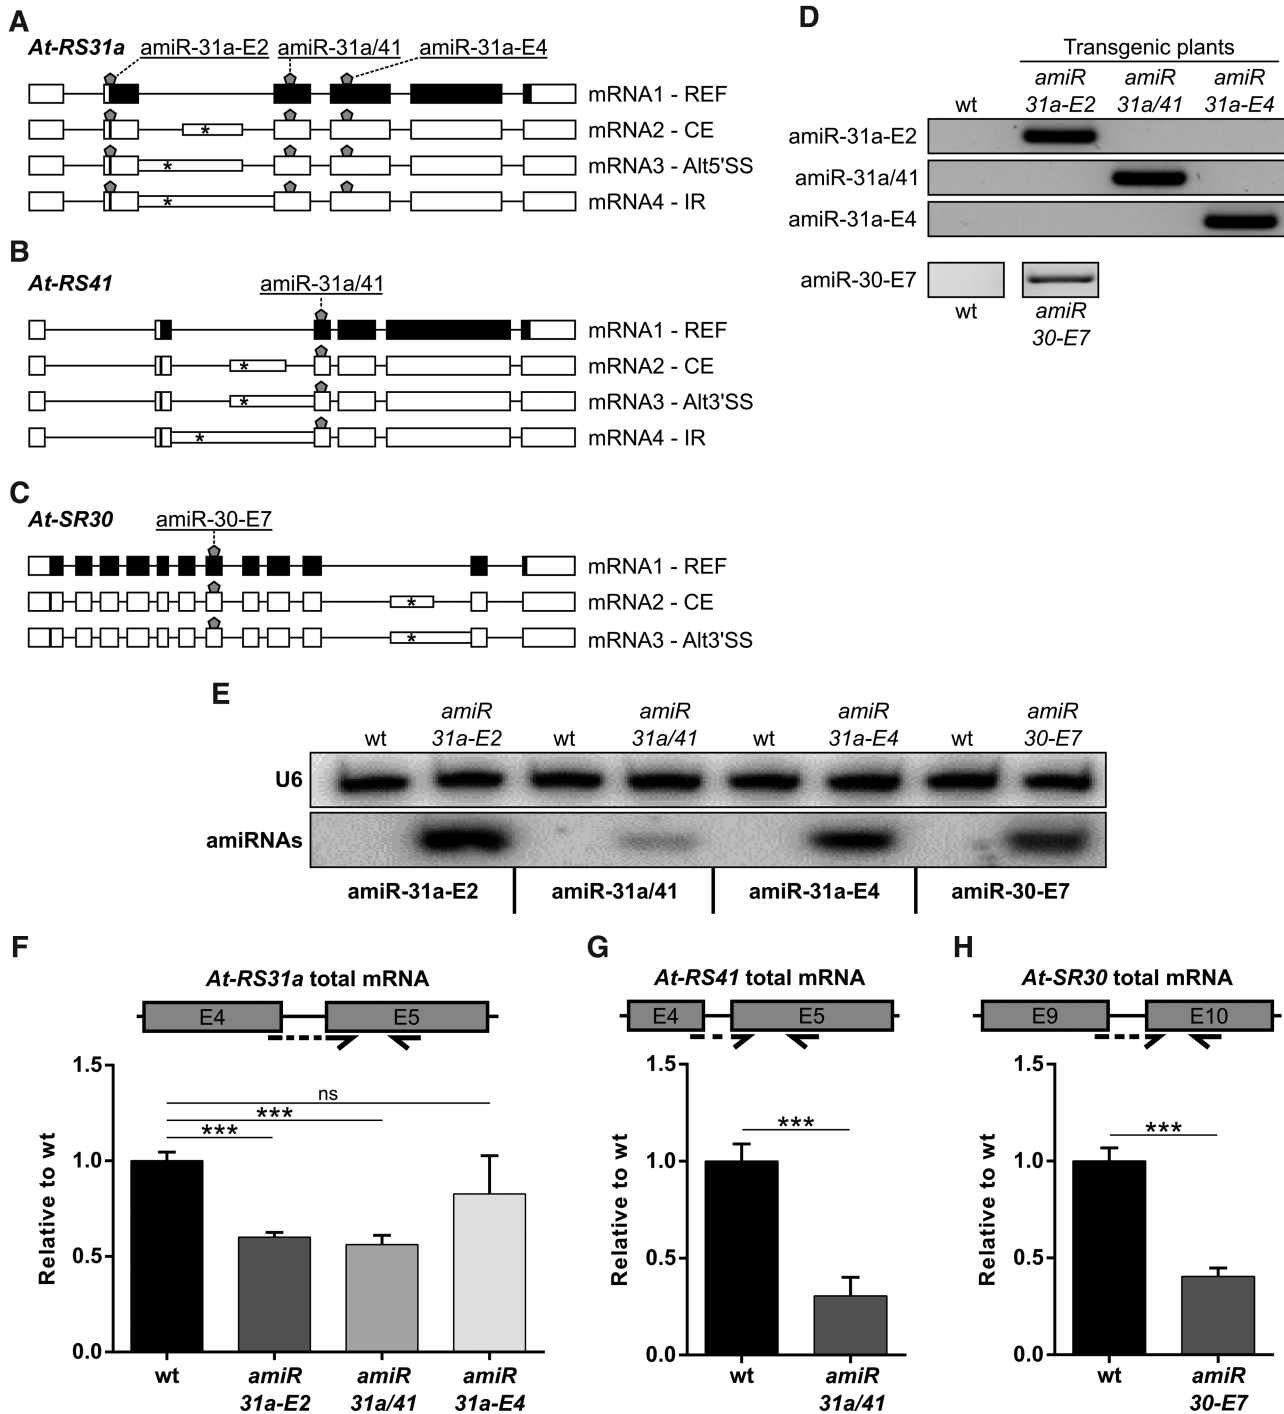 A
At-RS31a amiR-31a-E2 amiR-31a/41 amiR-31a-E4
mRNA1 - REF
* mRNA2 - CE
* mRNA3 - Alt5'SS
* mRNA4 - IR
B
At-RS41 amiR-31a/41
mRNA1 - REF
* mRNA2 - CE
* mRNA3 - Alt3'SS
* mRNA4 - IR
C
At-SR30 amiR-30-E7
mRNA1 - REF
* mRNA2 - CE
* mRNA3 - Alt3'SS
D
Transgenic plants
amiR amiR amiR
wt 31a-E2 31a/41 31a-E4
amiR-31a-E2
amiR-31a/41
amiR-31a-E4
amiR-30-E7
wt amiR
30-E7
E
amiR amiR amiR amiR
wt 31a-E2 wt 31a/41 wt 31a-E4 wt 30-E7
U6
amiRNAs
amiR-31a-E2 amiR-31a/41 amiR-31a-E4 amiR-30-E7
F
At-RS31a total mRNA
E4 E5
Relative to wt
1.5
1.0
0.5
0.0
ns
***
***
wt amiR amiR amiR
31a-E2 31a/41 31a-E4
G
At-RS41 total mRNA
E4 E5
Relative to wt
1.5
1.0
0.5
0.0
***
wt amiR
31a/41
H
At-SR30 total mRNA
E9 E10
Relative to wt
1.5
1.0
0.5
0.0
***
wt amiR
30-E7